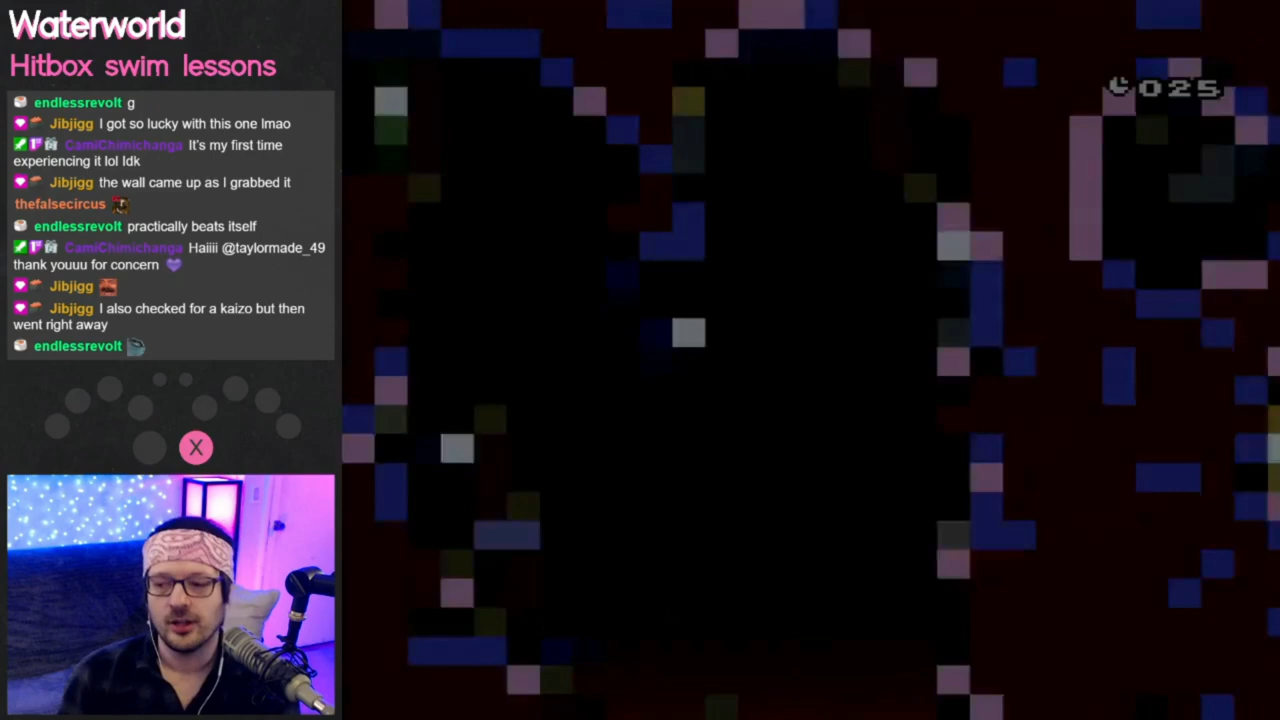 Waterworld
Hitbox swim lessons
endlessrevolt g
Jibjigg I got so lucky with this one lmao
CamiChimichanga It's my first time
experiencing it lol Idk
Jibjigg the wall came up as I grabbed it
thefalsecircus
endlessrevolt practically beats itself
CamiChimichanga Haiiii @taylormade_49
thank youuu for concern 💜
Jibjigg
Jibjigg I also checked for a kaizo but then
went right away
endlessrevolt
X
025